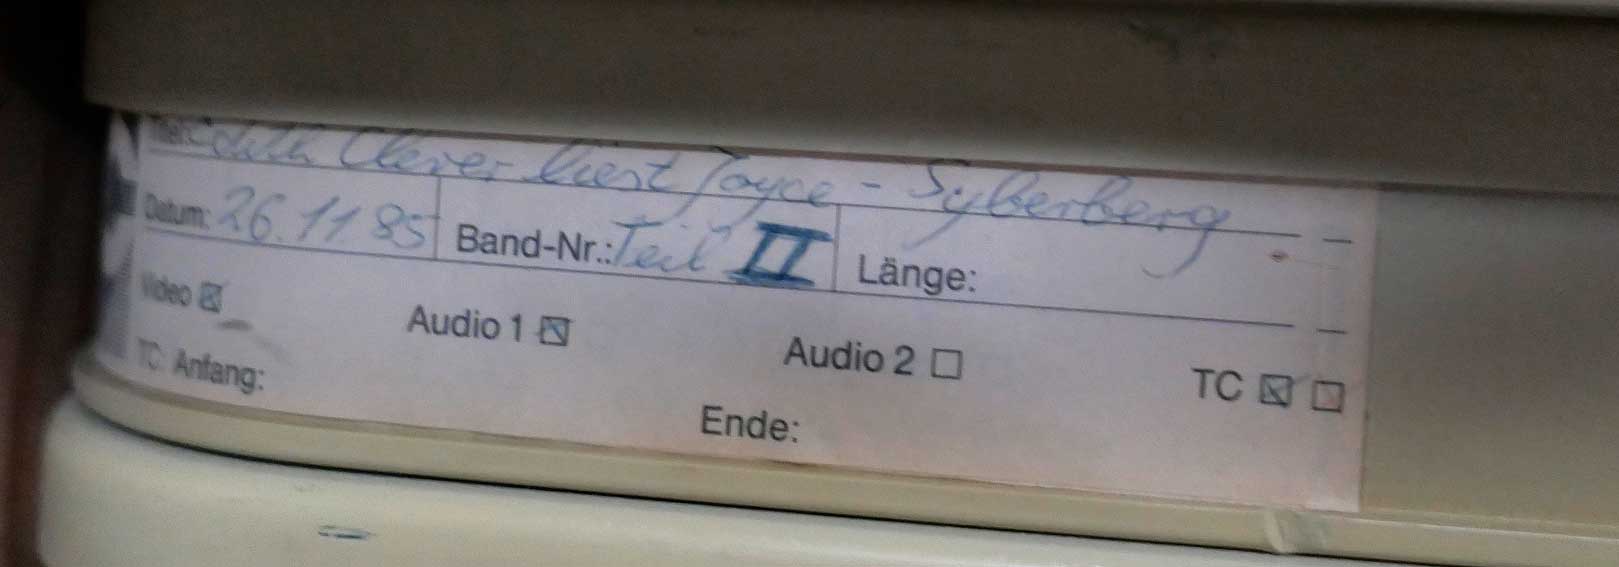 Titel: Edith Clever liest Joyce - Syberberg
Datum: 26.11.85 Band-Nr.: Teil II Länge:
Video ☒ Audio 1 ☒ Audio 2 ☐ TC ☒ ☐
TC: Anfang: Ende: